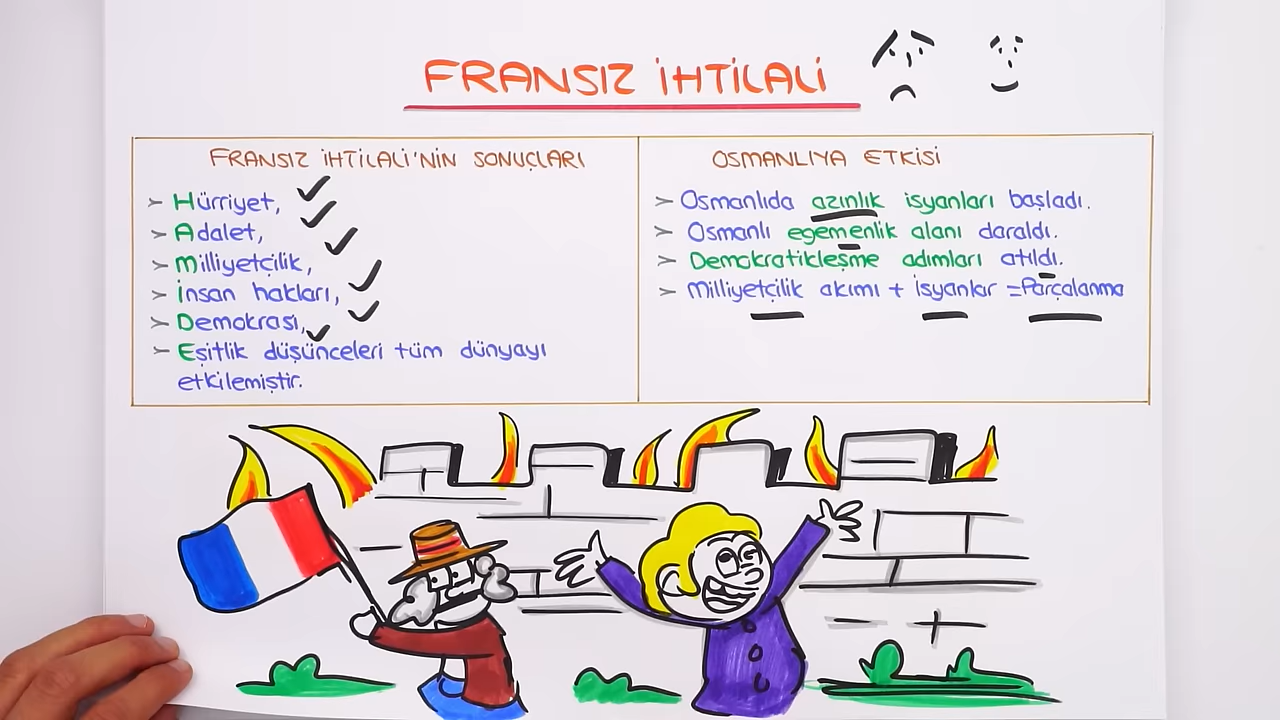 FRANSIZ İHTİLALİ
FRANSIZ İHTİLALİ'NİN SONUÇLARI
➢ Hürriyet,
➢ Adalet,
➢ Milliyetçilik,
➢ İnsan hakları,
➢ Demokrasi,
➢ Eşitlik düşünceleri tüm dünyayı
etkilemiştir.
OSMANLIYA ETKİSİ
➢ Osmanlıda azınlık isyanları başladı.
➢ Osmanlı egemenlik alanı daraldı.
➢ Demokratikleşme adımları atıldı.
➢ Milliyetçilik akımı + İsyanlar =Parçalanma